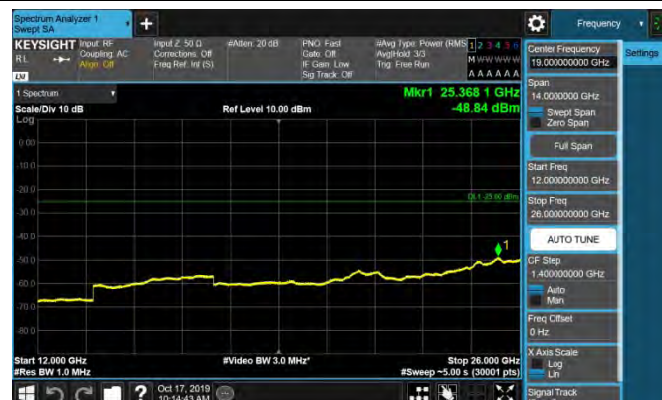 Spectrum Analyzer 1
Swept SA
Frequency
KEYSIGHT
RL
LM
Input: RF
Coupling: AC
Align: Off
Input Z: 50 Ω
Corrections: Off
Freq Ref: Int (S)
#Atten: 20 dB
PNO: Fast
Gate: Off
IF Gain: Low
Sig Track: Off
#Avg Type: Power (RMS
Avg|Hold: 3/3
Trig: Free Run
1 2 3 4 5 6
M W W W W W
A A A A A A
1 Spectrum
Scale/Div 10 dB
Log
Ref Level 10.00 dBm
Mkr1 25.368 1 GHz
-48.84 dBm
0.00
-10.0
-20.0
-30.0
-40.0
-50.0
-60.0
-70.0
-80.0
1
Start 12.000 GHz
#Res BW 1.0 MHz
#Video BW 3.0 MHz*
Stop 26.000 GHz
#Sweep ~5.00 s (30001 pts)
Oct 17, 2019
10:14:43 AM
Center Frequency
19.000000000 GHz
Settings
Span
14.0000000 GHz
Swept Span
Zero Span
Full Span
Start Freq
12.000000000 GHz
Stop Freq
26.000000000 GHz
AUTO TUNE
CF Step
1.400000000 GHz
Auto
Man
Freq Offset
0 Hz
X Axis Scale
Log
Lin
Signal Track